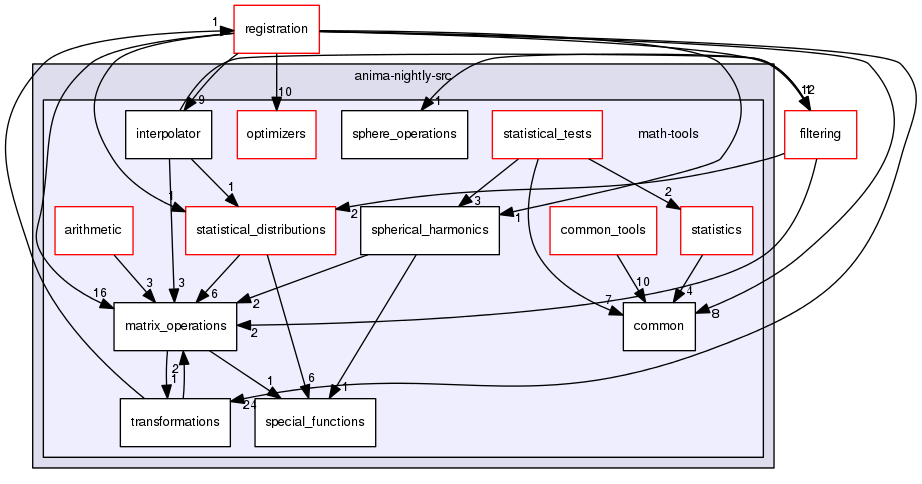 1
registration
anima-nightly-src
9
10
1
112
interpolator
optimizers
sphere_operations
statistical_tests
math-tools
filtering
1
1
2
3
1
2
arithmetic
statistical_distributions
spherical_harmonics
common_tools
statistics
16
3
3
6
2
2
7
10
4
8
matrix_operations
common
2
1
1
6
1
24
transformations
special_functions